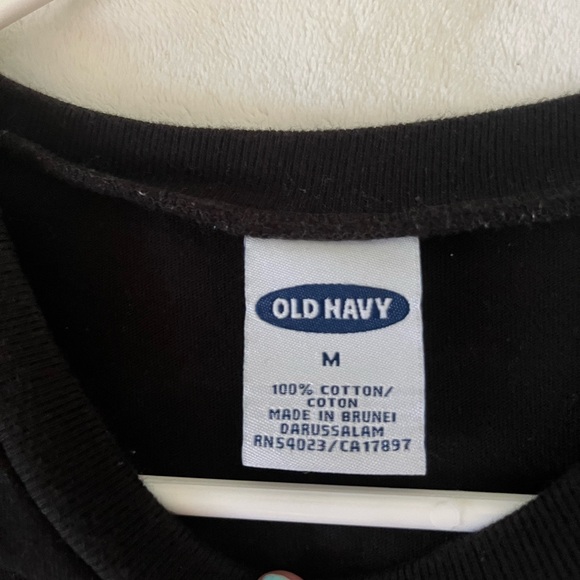 OLD NAVY
M
100% COTTON/
COTON
MADE IN BRUNEI
DARUSSALAM
RN54023/CA17897